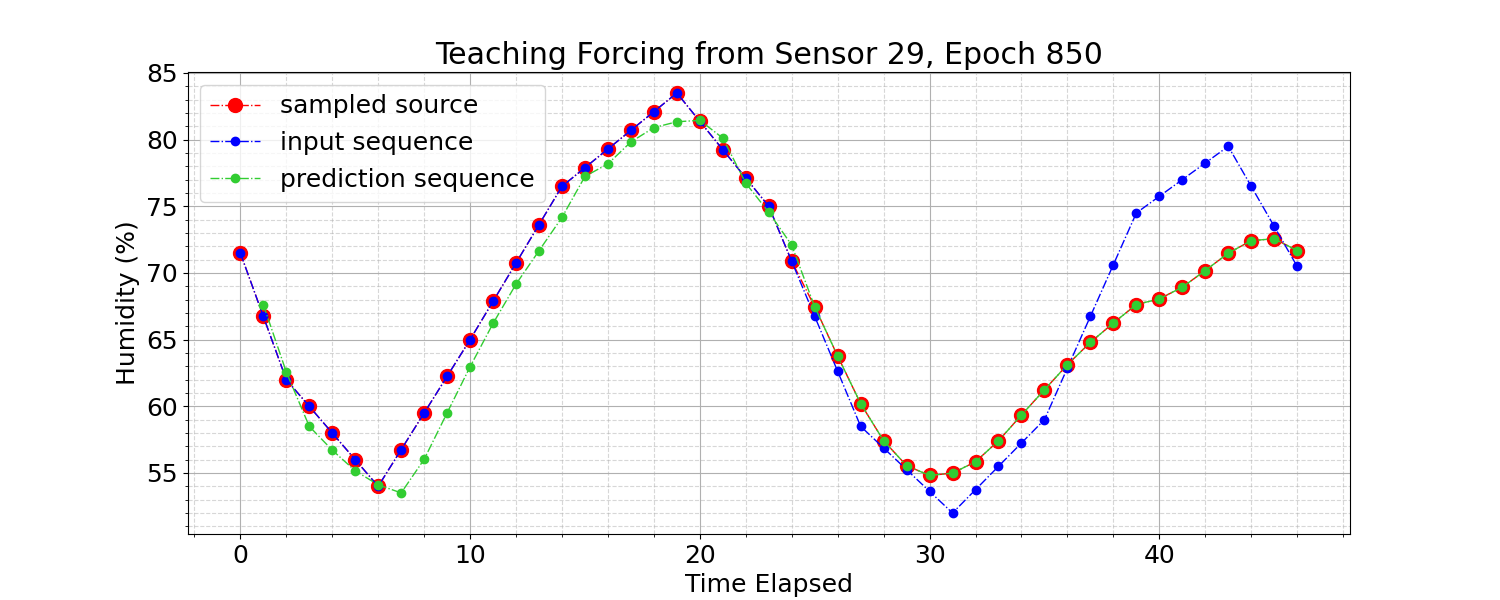 Teaching Forcing from Sensor 29, Epoch 850
85
80
75
70
65
60
55
Humidity (%)
sampled source
input sequence
prediction sequence
0 10 20 30 40
Time Elapsed